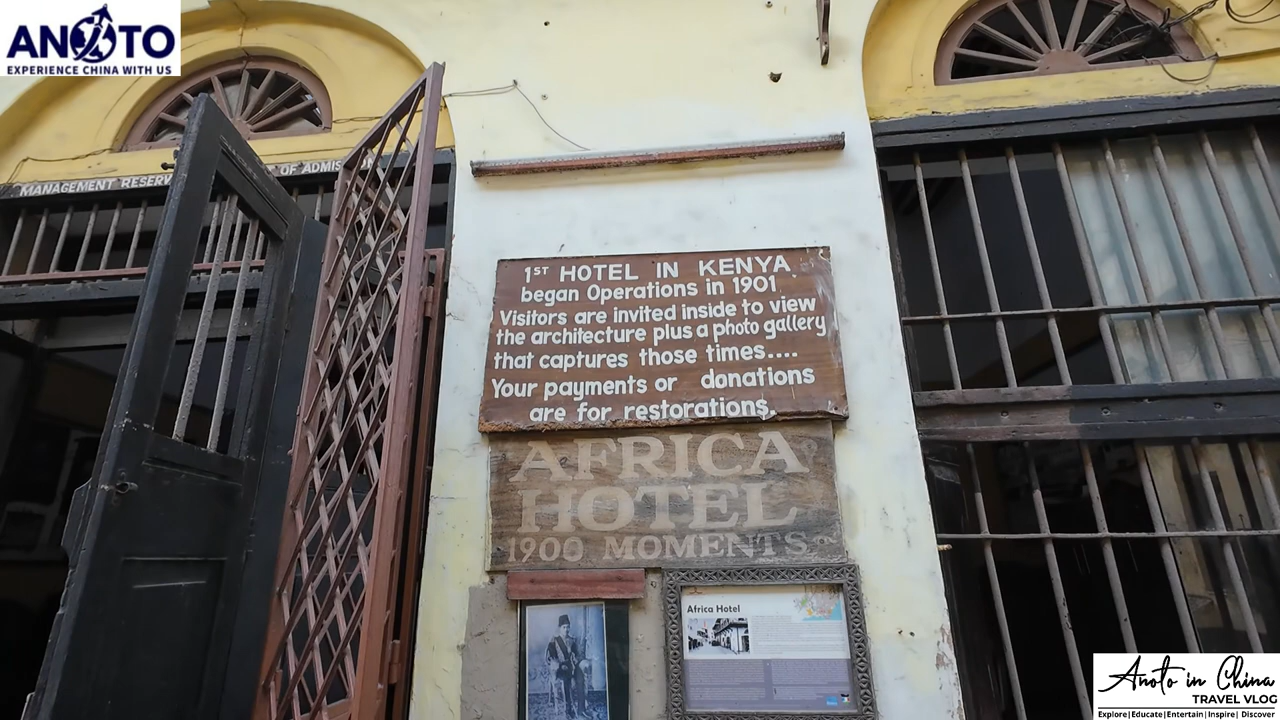 ANOTO
EXPERIENCE CHINA WITH US
MANAGEMENT RESERV OF ADMIS
1ST HOTEL IN KENYA
began Operations in 1901
Visitors are invited inside to view
the architecture plus a photo gallery
that captures those times....
Your payments or donations
are for restorations.
AFRICA
HOTEL
1900 MOMENTS
Africa Hotel
Anoto in China
TRAVEL VLOG
Explore|Educate|Entertain|Inspire| Discover